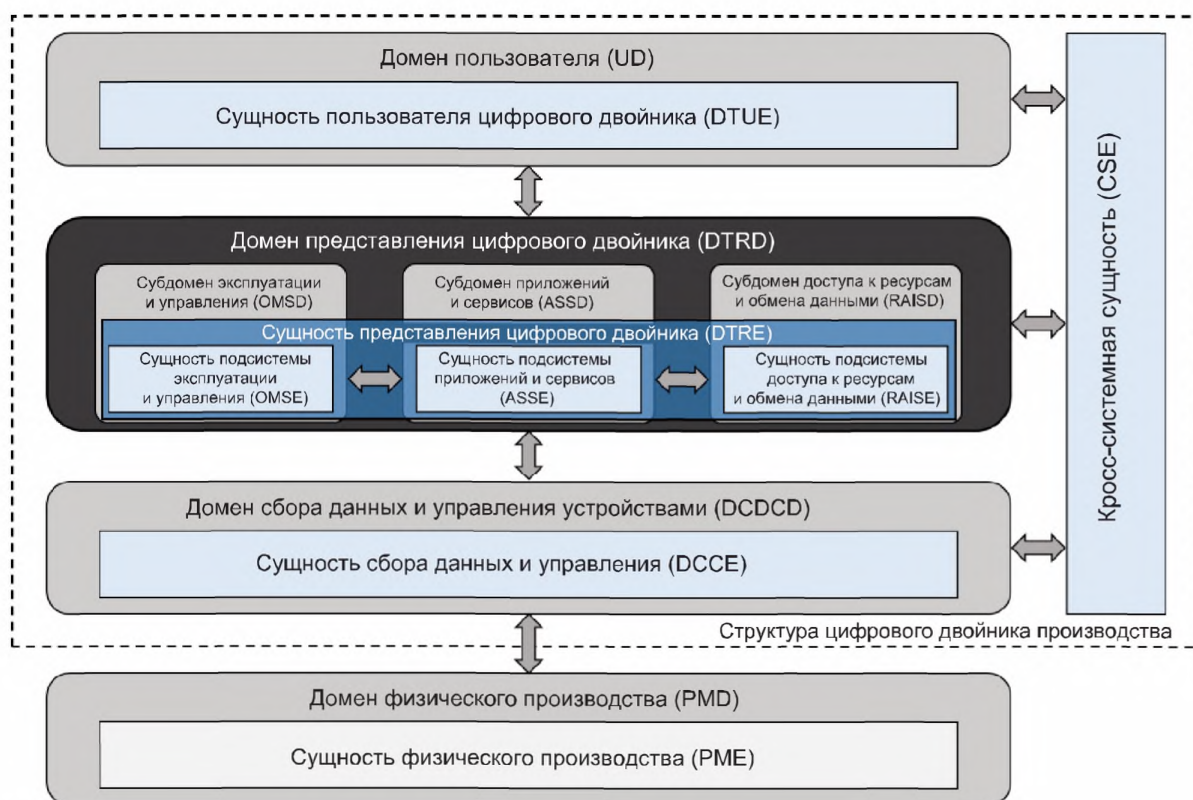 Домен пользователя (UD)
Сущность пользователя цифрового двойника (DTUE)
Домен представления цифрового двойника (DTRD)
Субдомен эксплуатации
и управления (OMSD)
Субдомен приложений
и сервисов (ASSD)
Субдомен доступа к ресурсам
и обмена данными (RAISD)
Сущность представления цифрового двойника (DTRE)
Сущность подсистемы
эксплуатации
и управления (OMSE)
Сущность подсистемы
приложений и сервисов
(ASSE)
Сущность подсистемы
доступа к ресурсам
и обмена данными (RAISE)
Домен сбора данных и управления устройствами (DCDCD)
Сущность сбора данных и управления (DCCE)
Кросс-системная сущность (CSE)
Структура цифрового двойника производства
Домен физического производства (PMD)
Сущность физического производства (PME)